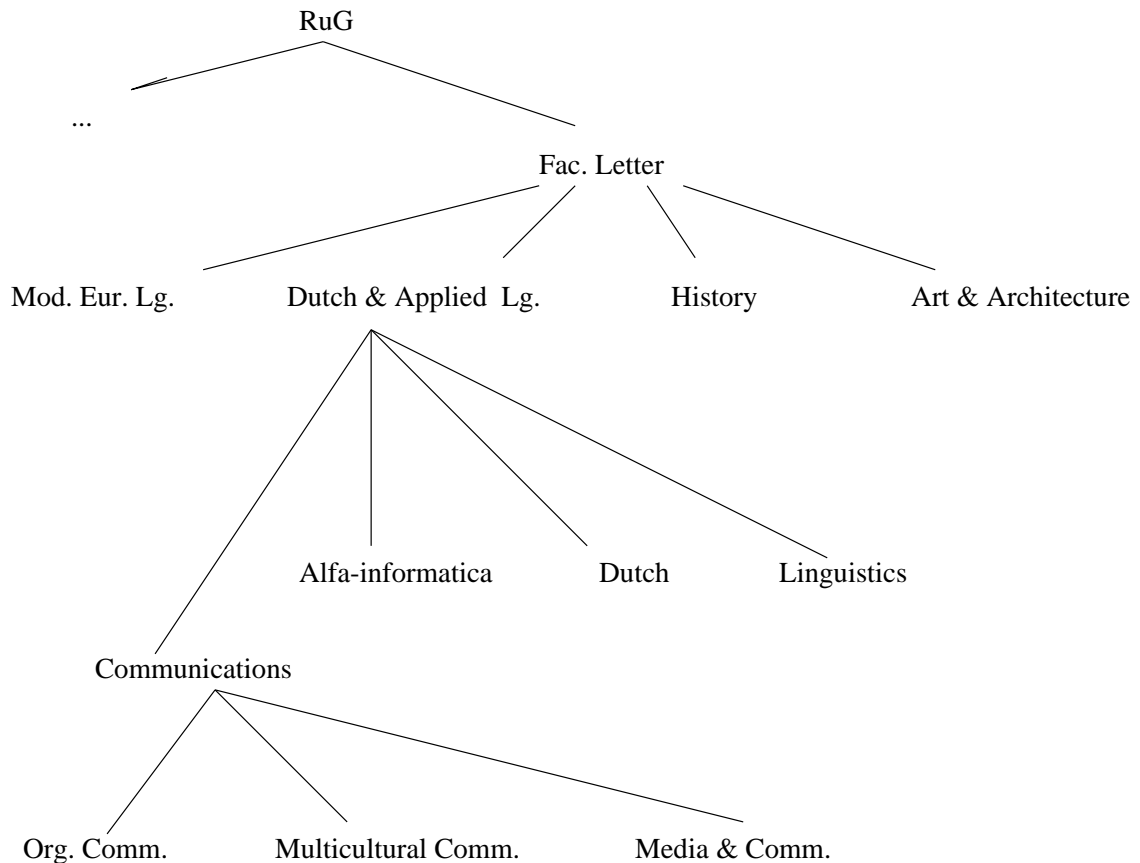 RuG
...
Fac. Letter
Mod. Eur. Lg. Dutch & Applied Lg. History Art & Architecture
Alfa-informatica Dutch Linguistics
Communications
Org. Comm. Multicultural Comm. Media & Comm.